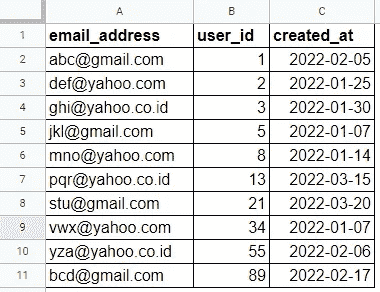 A B C
1 email_address user_id created_at
2 abc@gmail.com 1 2022-02-05
3 def@yahoo.com 2 2022-01-25
4 ghi@yahoo.co.id 3 2022-01-30
5 jkl@gmail.com 5 2022-01-07
6 mno@yahoo.com 8 2022-01-14
7 pqr@yahoo.co.id 13 2022-03-15
8 stu@gmail.com 21 2022-03-20
9 vwx@yahoo.com 34 2022-01-07
10 yza@yahoo.co.id 55 2022-02-06
11 bcd@gmail.com 89 2022-02-17